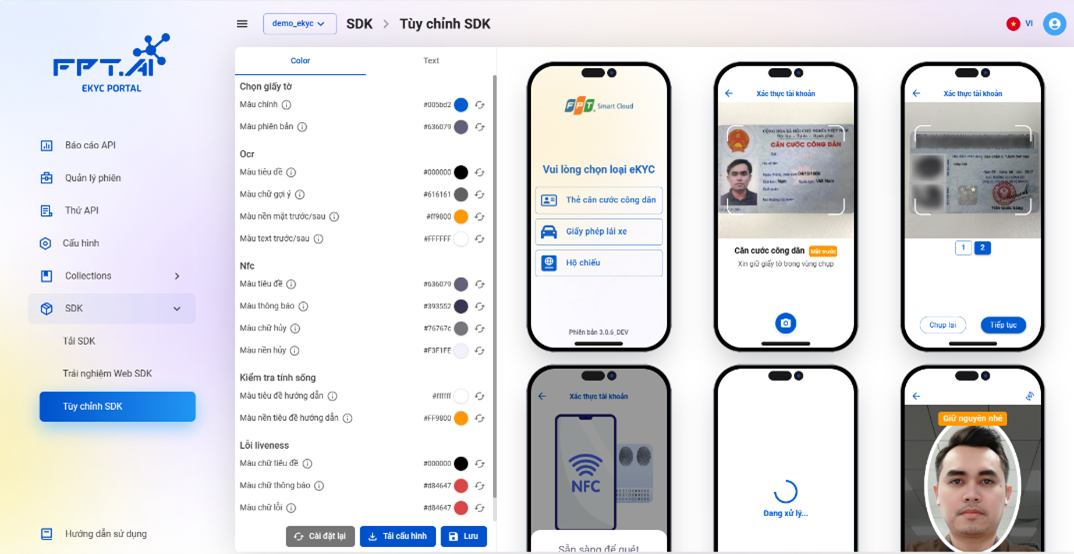 FPT.AI
EKYC PORTAL
Báo cáo API
Quản lý phiên
Thử API
Cấu hình
Collections
SDK
Tải SDK
Trải nghiệm Web SDK
Tùy chỉnh SDK
Hướng dẫn sử dụng
demo_ekyc
SDK > Tùy chỉnh SDK
VI
Color
Text
Chọn giấy tờ
Màu chính #005bd2
Màu phiên bản #636079
Ocr
Màu tiêu đề #000000
Màu chữ gợi ý #616161
Màu nền mặt trước/sau #ff9800
Màu text trước/sau #FFFFFF
Nfc
Màu tiêu đề #636079
Màu thông báo #393552
Màu chữ hủy #76767c
Màu nền hủy #F3F1FE
Kiểm tra tính sống
Màu tiêu đề hướng dẫn #ffffff
Màu nền tiêu đề hướng dẫn #FF9800
Lỗi liveness
Màu chữ tiêu đề #000000
Màu chữ thông báo #d84647
Màu chữ lỗi #d84647
Cài đặt lại
Tải cấu hình
Lưu
FPT Smart Cloud
Vui lòng chọn loại eKYC
Thẻ căn cước công dân
Giấy phép lái xe
Hộ chiếu
Phiên bản 3.0.6_DEV
Xác thực tài khoản
CĂN CƯỚC CÔNG DÂN
Căn cước công dân Mặt trước
Xin giữ giấy tờ trong vùng chụp
Xác thực tài khoản
1 2
Chụp lại
Tiếp tục
Xác thực tài khoản
NFC
Sẵn sàng để quét
Đang xử lý...
Giữ nguyên nhé